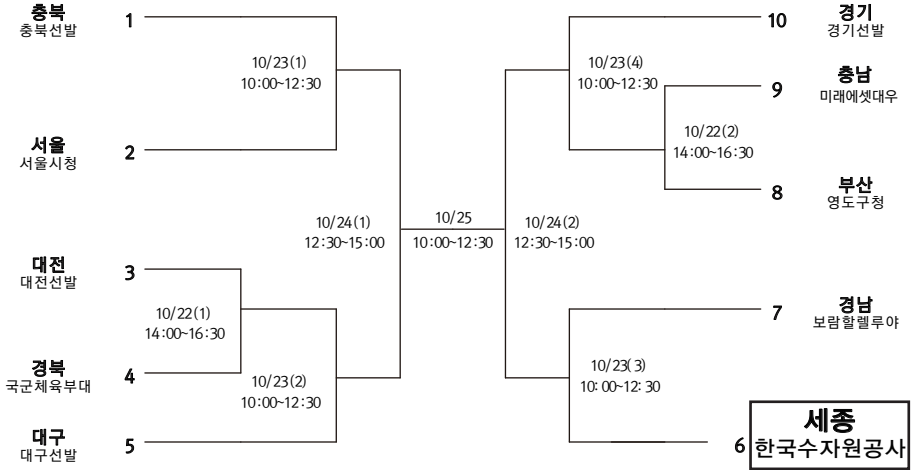 충북
충북선발
1
10/23(1)
10:00~12:30
서울
서울시청
2
10/24(1)
12:30~15:00
대전
대전선발
3
10/22(1)
14:00~16:30
경북
국군체육부대
4
10/23(2)
10:00~12:30
대구
대구선발
5
10/25
10:00~12:30
10
경기
경기선발
10/23(4)
10:00~12:30
9
충남
미래에셋대우
10/22(2)
14:00~16:30
8
부산
영도구청
10/24(2)
12:30~15:00
7
경남
보람할렐루야
10/23(3)
10: 00~12: 30
6
세종
한국수자원공사